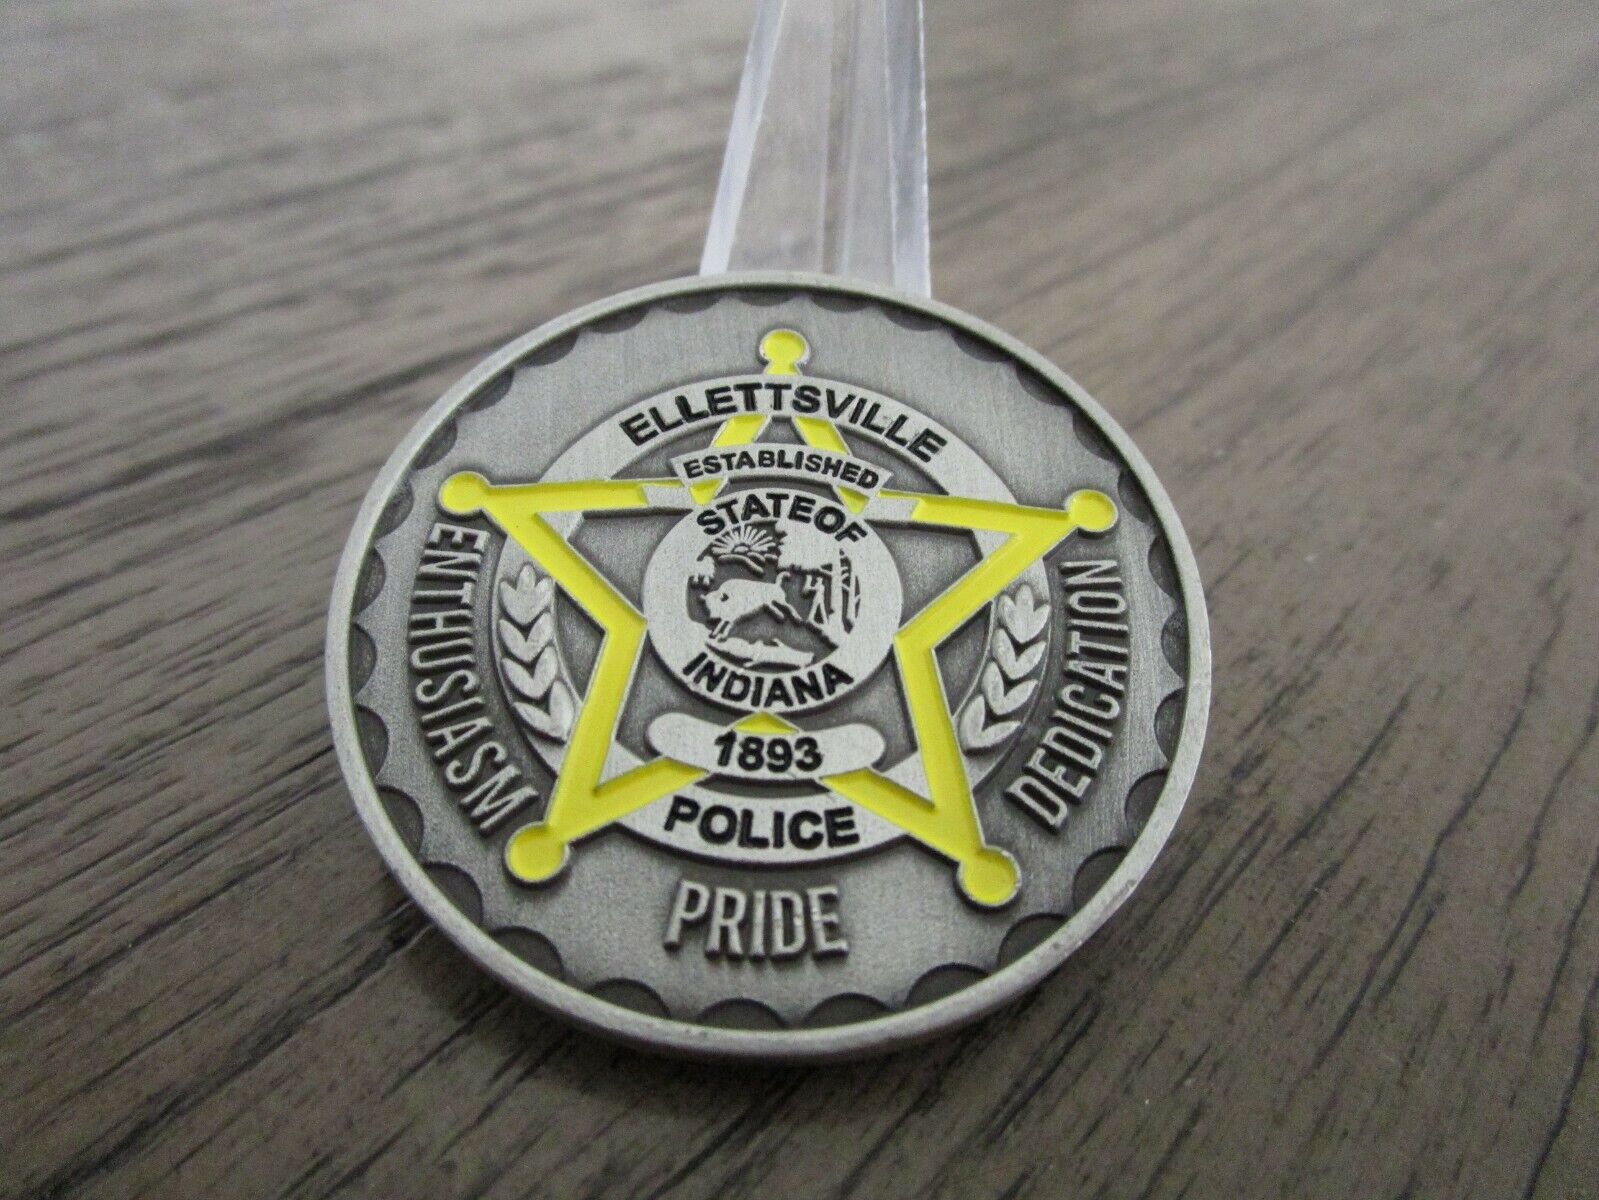 ELLETTSVILLE
ESTABLISHED
STATE OF
INDIANA
1893
POLICE
ENTHUSIASM
PRIDE
DEDICATION